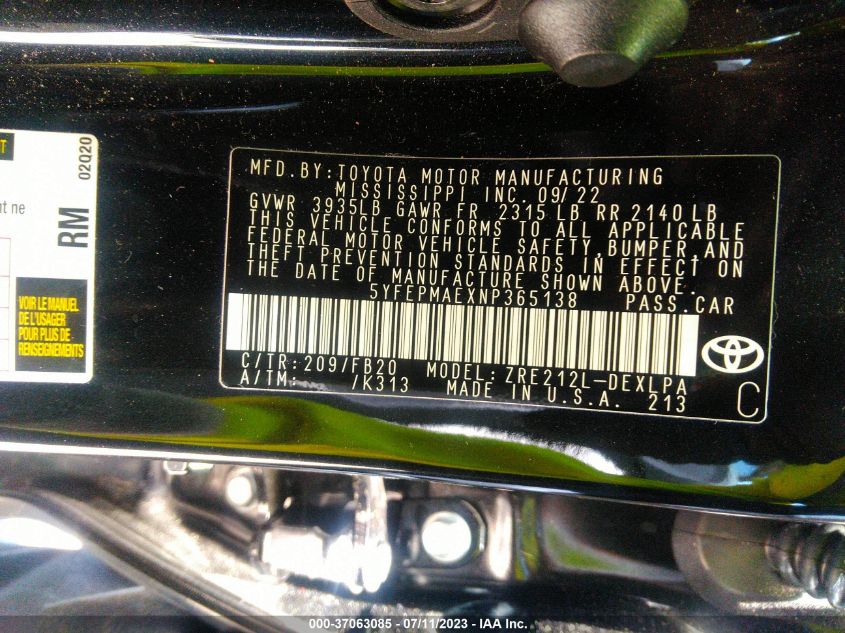 T
nt ne
RM
02Q20
VOIR LE MANUEL
DE L'USAGER
POUR PLUS DE
RENSEIGNEMENTS
MFD.BY:TOYOTA MOTOR MANUFACTURING
MISSISSIPPI INC. 09/22
GVWR 3935LB GAWR FR 2315 LB RR 2140 LB
THIS VEHICLE CONFORMS TO ALL APPLICABLE
FEDERAL MOTOR VEHICLE SAFETY,BUMPER,AND
THEFT PREVENTION STANDARDS IN EFFECT ON
THE DATE OF MANUFACTURE SHOWN ABOVE.
5YFEPMAEXNP365138 PASS.CAR
C/TR:209/FB20 MODEL:ZRE212L-DEXLPA
A/TM: /K313 MADE IN U.S.A. 213
C
000-37063085 - 07/11/2023 - IAA Inc.